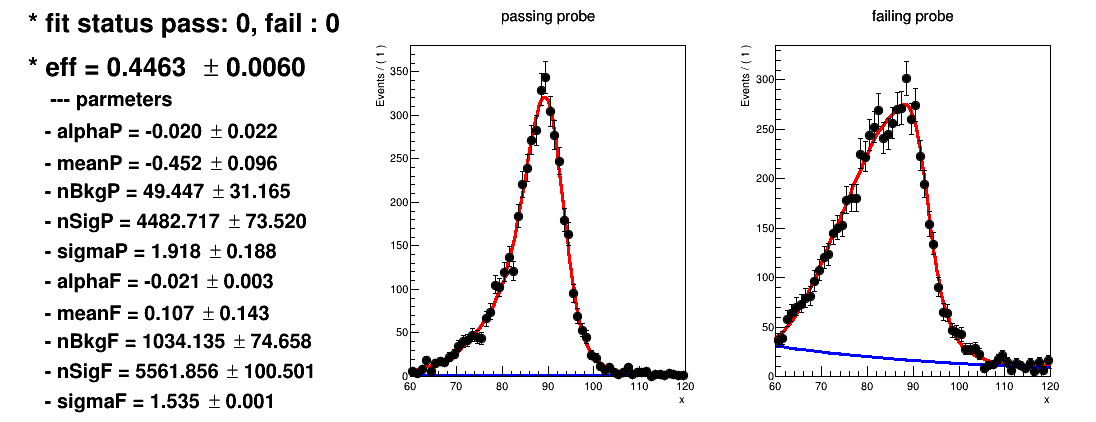 * fit status pass: 0, fail : 0
* eff = 0.4463 ± 0.0060
--- parmeters
- alphaP = -0.020 ± 0.022
- meanP = -0.452 ± 0.096
- nBkgP = 49.447 ± 31.165
- nSigP = 4482.717 ± 73.520
- sigmaP = 1.918 ± 0.188
- alphaF = -0.021 ± 0.003
- meanF = 0.107 ± 0.143
- nBkgF = 1034.135 ± 74.658
- nSigF = 5561.856 ± 100.501
- sigmaF = 1.535 ± 0.001
passing probe
Events / ( 1 )
350
300
250
200
150
100
50
0
60 70 80 90 100 110 120
x
failing probe
Events / ( 1 )
300
250
200
150
100
50
0
60 70 80 90 100 110 120
x